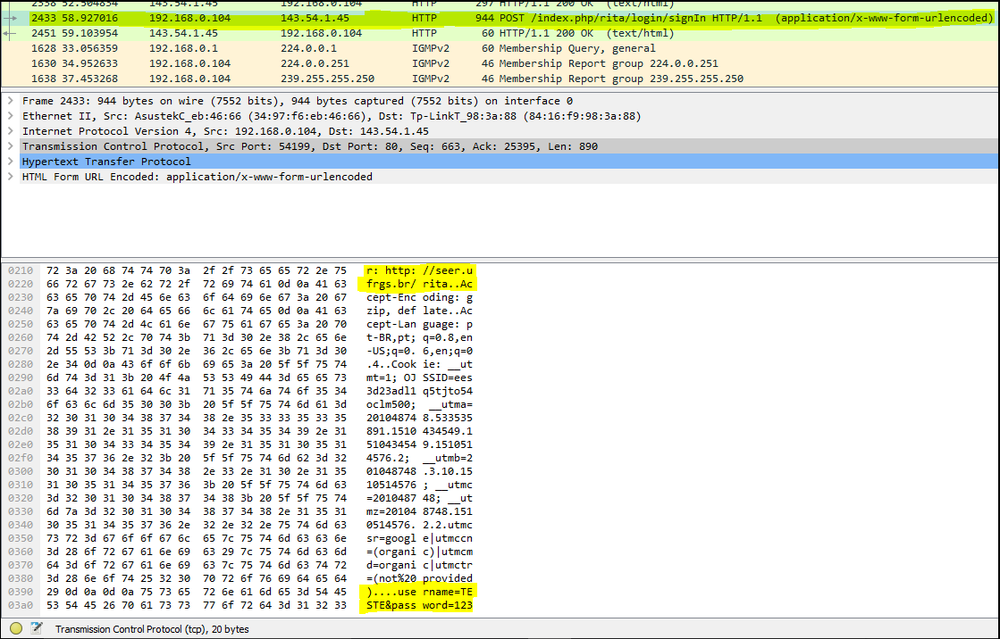 2338 52.504834 143.54.1.45 192.168.0.104 HTTP 297 HTTP/1.1 200 OK (text/html)
2433 58.927016 192.168.0.104 143.54.1.45 HTTP 944 POST /index.php/rita/login/signIn HTTP/1.1 (application/x-www-form-urlencoded)
2451 59.103954 143.54.1.45 192.168.0.104 HTTP 60 HTTP/1.1 200 OK (text/html)
1628 33.056359 192.168.0.1 224.0.0.1 IGMPv2 60 Membership Query, general
1630 34.952633 192.168.0.104 224.0.0.251 IGMPv2 46 Membership Report group 224.0.0.251
1638 37.453268 192.168.0.104 239.255.255.250 IGMPv2 46 Membership Report group 239.255.255.250
Frame 2433: 944 bytes on wire (7552 bits), 944 bytes captured (7552 bits) on interface 0
Ethernet II, Src: AsustekC_eb:46:66 (34:97:f6:eb:46:66), Dst: Tp-LinkT_98:3a:88 (84:16:f9:98:3a:88)
Internet Protocol Version 4, Src: 192.168.0.104, Dst: 143.54.1.45
Transmission Control Protocol, Src Port: 54199, Dst Port: 80, Seq: 663, Ack: 25395, Len: 890
Hypertext Transfer Protocol
HTML Form URL Encoded: application/x-www-form-urlencoded
0210 72 3a 20 68 74 74 70 3a 2f 2f 73 65 65 72 2e 75 r: http: //seer.u
0220 66 72 67 73 2e 62 72 2f 72 69 74 61 0d 0a 41 63 frgs.br/ rita..Ac
0230 63 65 70 74 2d 45 6e 63 6f 64 69 6e 67 3a 20 67 cept-Enc oding: g
0240 7a 69 70 2c 20 64 65 66 6c 61 74 65 0d 0a 41 63 zip, def late..Ac
0250 63 65 70 74 2d 4c 61 6e 67 75 61 67 65 3a 20 70 cept-Lan guage: p
0260 74 2d 42 52 2c 70 74 3b 71 3d 30 2e 38 2c 65 6e t-BR,pt; q=0.8,en
0270 2d 55 53 3b 71 3d 30 2e 36 2c 65 6e 3b 71 3d 30 -US;q=0. 6,en;q=0
0280 2e 34 0d 0a 43 6f 6f 6b 69 65 3a 20 5f 5f 75 74 .4..Cook ie: __ut
0290 6d 74 3d 31 3b 20 4f 4a 53 53 49 44 3d 65 65 73 mt=1; OJ SSID=ees
02a0 33 64 32 33 61 64 6c 31 71 35 74 6a 74 6f 35 34 3d23adl1 q5tjto54
02b0 6f 63 6c 6d 35 30 30 3b 20 5f 5f 75 74 6d 61 3d oclm500; __utma=
02c0 32 30 31 30 34 38 37 34 38 2e 35 33 33 35 33 35 20104874 8.533535
02d0 38 39 31 2e 31 35 31 30 34 33 34 35 34 39 2e 31 891.1510 434549.1
02e0 35 31 30 34 33 34 35 34 39 2e 31 35 31 30 35 31 51043454 9.151051
02f0 34 35 37 36 2e 32 3b 20 5f 5f 75 74 6d 62 3d 32 4576.2; __utmb=2
0300 30 31 30 34 38 37 34 38 2e 33 2e 31 30 2e 31 35 01048748 .3.10.15
0310 31 30 35 31 34 35 37 36 3b 20 5f 5f 75 74 6d 63 10514576 ; __utmc
0320 3d 32 30 31 30 34 38 37 34 38 3b 20 5f 5f 75 74 =2010487 48; __ut
0330 6d 7a 3d 32 30 31 30 34 38 37 34 38 2e 31 35 31 mz=20104 8748.151
0340 30 35 31 34 35 37 36 2e 32 2e 32 2e 75 74 6d 63 0514576. 2.2.utmc
0350 73 72 3d 67 6f 6f 67 6c 65 7c 75 74 6d 63 63 6e sr=googl e|utmccn
0360 3d 28 6f 72 67 61 6e 69 63 29 7c 75 74 6d 63 6d =(organi c)|utmcm
0370 64 3d 6f 72 67 61 6e 69 63 7c 75 74 6d 63 74 72 d=organi c|utmctr
0380 3d 28 6e 6f 74 25 32 30 70 72 6f 76 69 64 65 64 =(not%20 provided
0390 29 0d 0a 0d 0a 75 73 65 72 6e 61 6d 65 3d 54 45 )....use rname=TE
03a0 53 54 45 26 70 61 73 73 77 6f 72 64 3d 31 32 33 STE&pass word=123
Transmission Control Protocol (tcp), 20 bytes